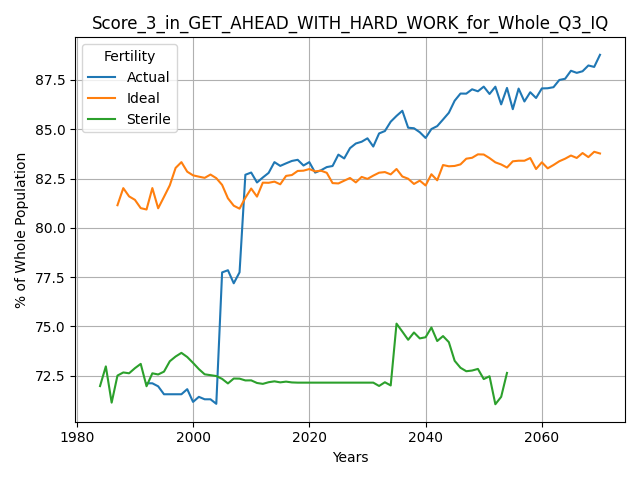 Score_3_in_GET_AHEAD_WITH_HARD_WORK_for_Whole_Q3_IQ
Fertility
Actual
Ideal
Sterile
% of Whole Population
87.5
85.0
82.5
80.0
77.5
75.0
72.5
1980
2000
2020
2040
2060
Years